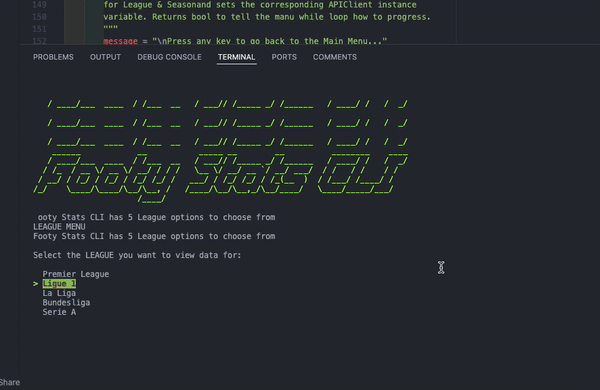 149 for League & Seasonand sets the corresponding APIClient instance
150 variable. Returns bool to tell the manu while loop how to progress.
151 """
152 message = "\nPress any key to go back to the Main Menu..."
PROBLEMS OUTPUT DEBUG CONSOLE TERMINAL PORTS COMMENTS
Footy Stats CLI
ooty Stats CLI has 5 League options to choose from
LEAGUE MENU
Footy Stats CLI has 5 League options to choose from
Select the LEAGUE you want to view data for:
Premier League
> Ligue 1
La Liga
Bundesliga
Serie A
Share